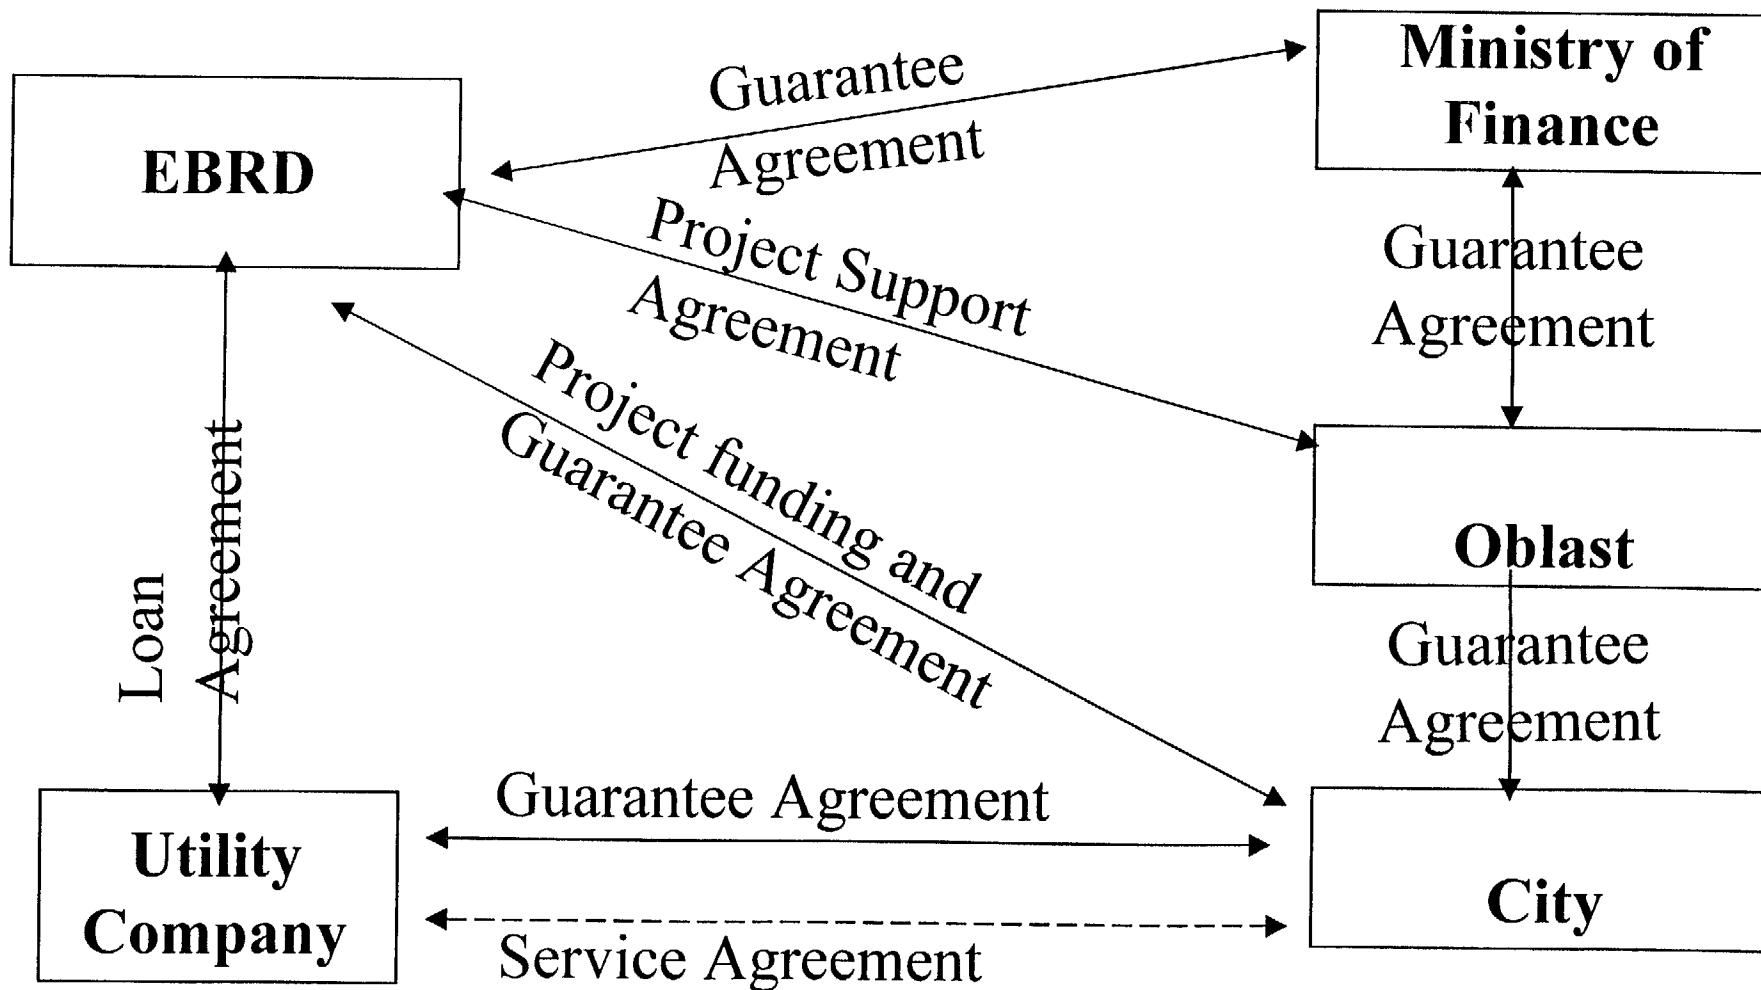 Ministry of
Finance
EBRD
Guarantee
Agreement
Project Support
Agreement
Guarantee
Agreement
Project funding and
Guarantee Agreement
Loan
Agreement
Oblast
Guarantee
Agreement
Guarantee Agreement
Utility
Company
City
Service Agreement